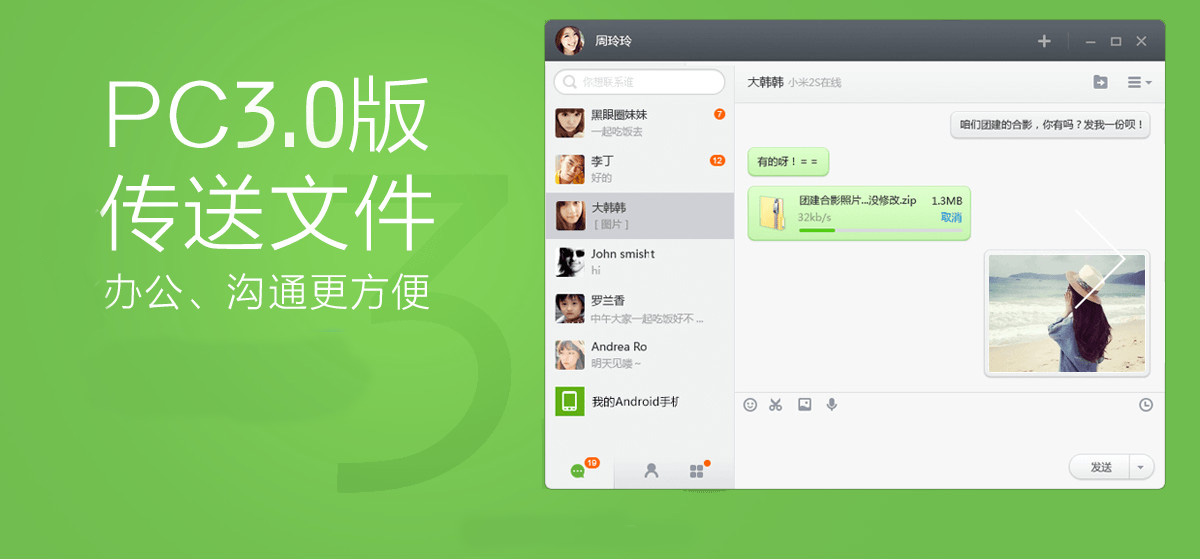 PC3.0版
传送文件
办公、沟通更方便
3
周玲玲
你想联系谁
黑眼圈妹妹
7
一起吃饭去
李丁
12
好的
大韩韩
[ 图片 ]
John smisht
hi
罗兰香
中午大家一起吃饭好不 ...
Andrea Ro
明天见喽~
我的Android手机
19
大韩韩 小米2S在线
咱们团建的合影，你有吗？发我一份呗！
有的呀！= =
团建合影照片...没修改.zip 1.3MB
32kb/s 取消
发送